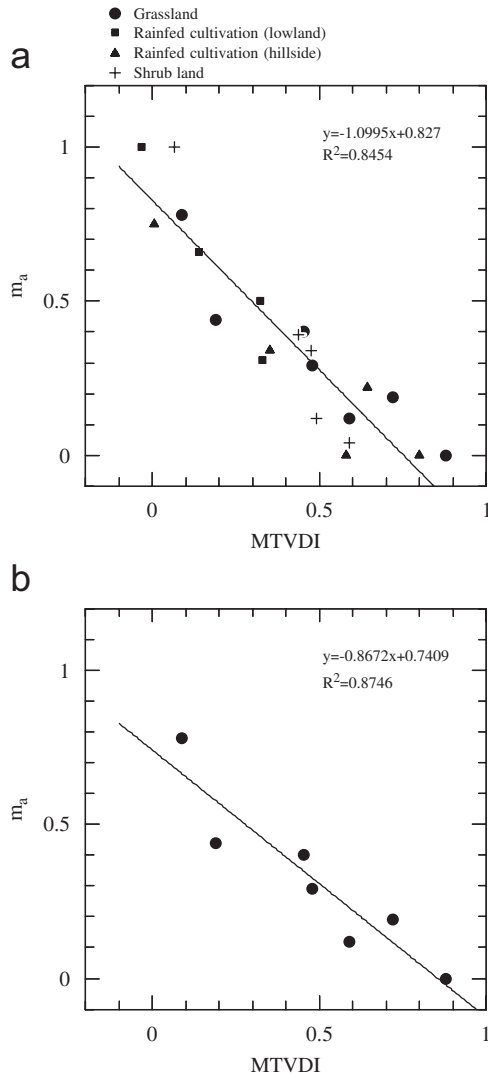 Grassland
Rainfed cultivation (lowland)
Rainfed cultivation (hillside)
Shrub land
a
y=-1.0995x+0.827
R²=0.8454
1
0.5
0
mₐ
0 0.5 1
MTVDI
b
y=-0.8672x+0.7409
R²=0.8746
1
0.5
0
mₐ
0 0.5 1
MTVDI